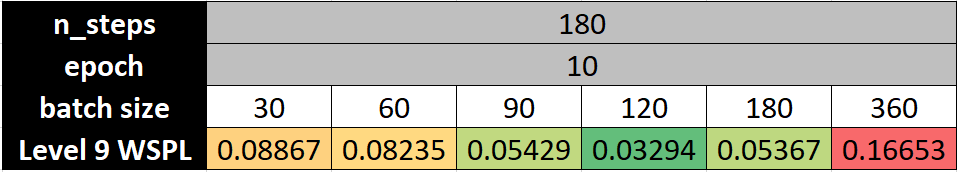 n_steps 180
epoch 10
batch size 30 60 90 120 180 360
Level 9 WSPL 0.08867 0.08235 0.05429 0.03294 0.05367 0.16653